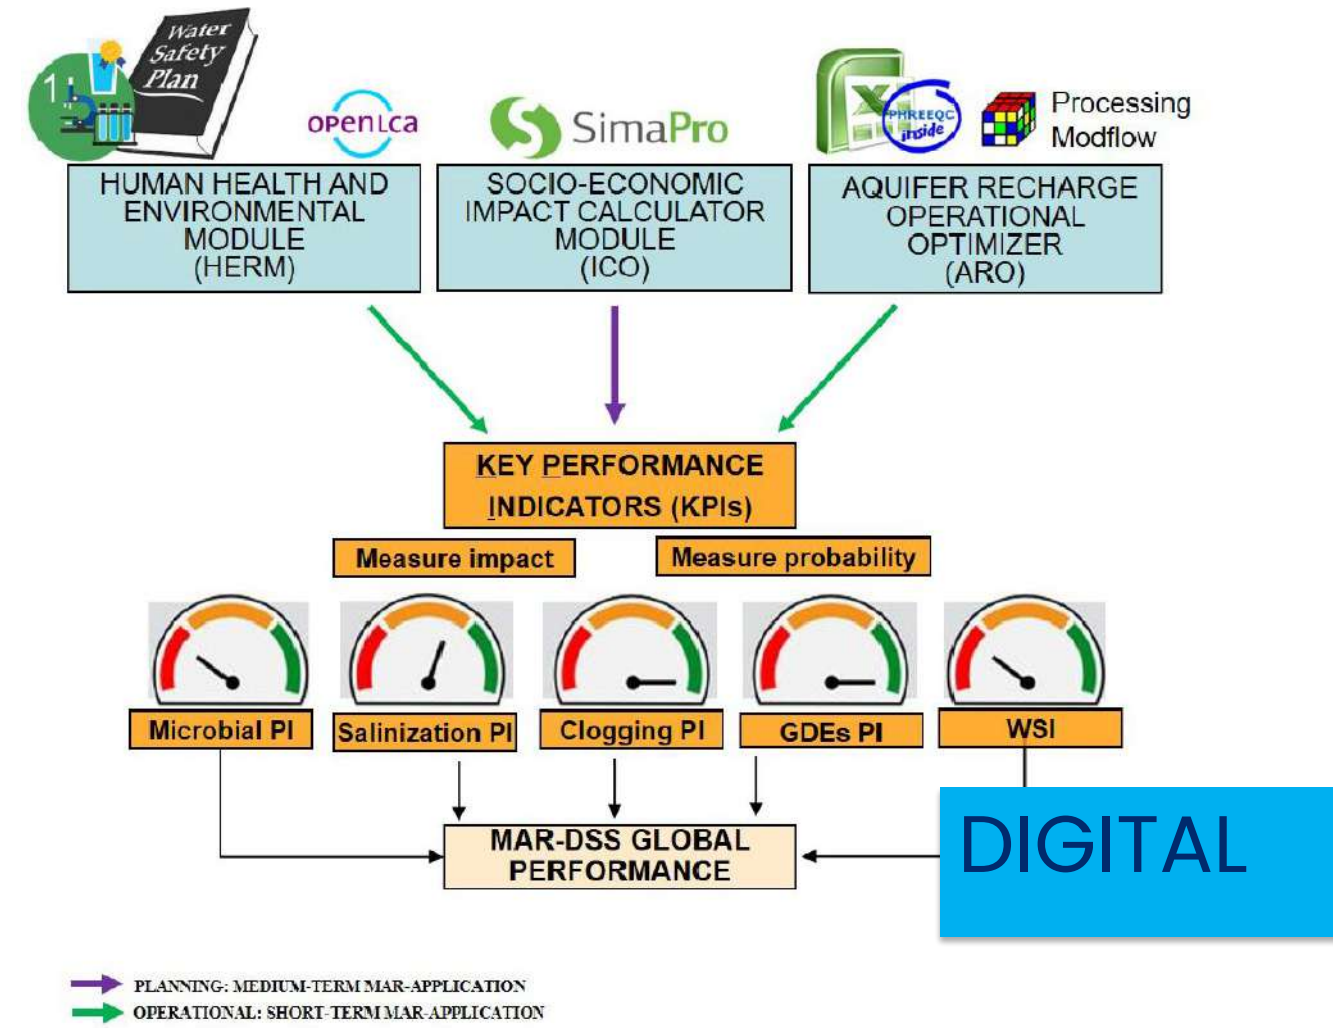 Water
Safety
Plan
1
openLca
SimaPro
PHREEQC
inside
Processing
Modflow
HUMAN HEALTH AND
ENVIRONMENTAL
MODULE
(HERM)
SOCIO-ECONOMIC
IMPACT CALCULATOR
MODULE
(ICO)
AQUIFER RECHARGE
OPERATIONAL
OPTIMIZER
(ARO)
KEY PERFORMANCE
INDICATORS (KPIs)
Measure impact
Measure probability
Microbial PI
Salinization PI
Clogging PI
GDEs PI
WSI
MAR-DSS GLOBAL
PERFORMANCE
DIGITAL
PLANNING: MEDIUM-TERM MAR-APPLICATION
OPERATIONAL: SHORT-TERM MAR-APPLICATION